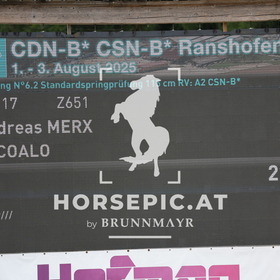 CDN-B* CSN-B* Ranshofen
1. - 3. August 2025
ng N°6.2 Standardspringprüfung 110 cm RV: A2 CSN-B*
17 Z651
dreas MERX
COALO
2
HORSEPIC.AT
by BRUNNMAYR